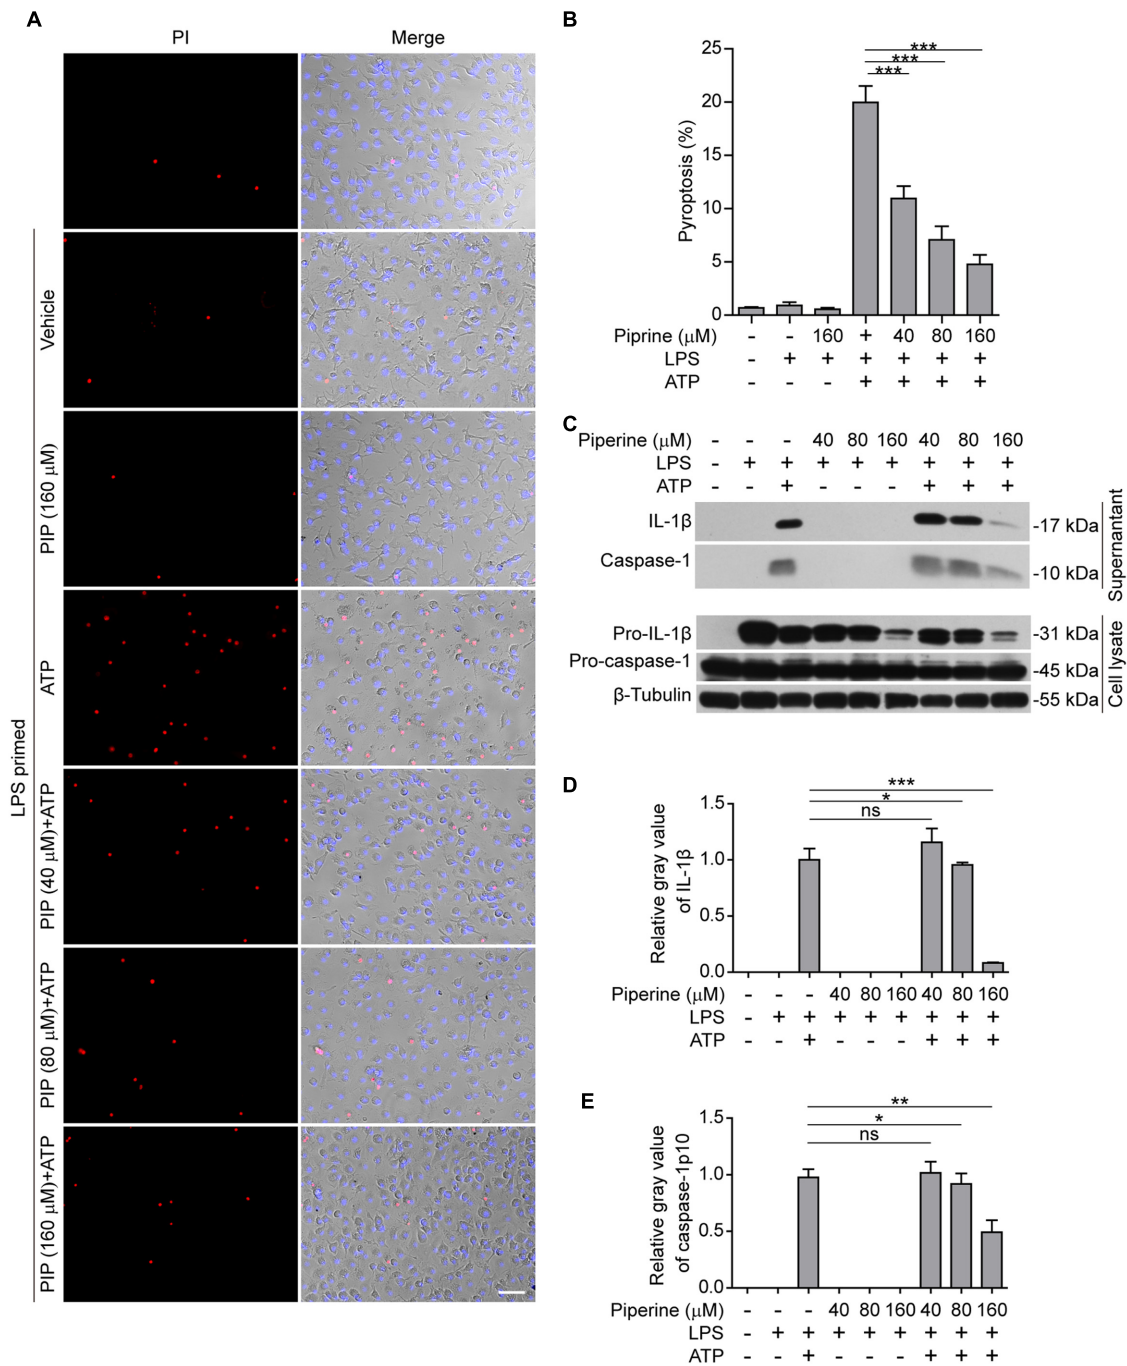 A
PI
Merge
LPS primed
Vehicle
PIP (160 μM)
ATP
PIP (40 μM)+ATP
PIP (80 μM)+ATP
PIP (160 μM)+ATP
B
Pyroptosis (%)
25
20
15
10
5
0
***
***
***
Piprine (μM) - - 160 + 40 80 160
LPS - + + + + + +
ATP - - - + + + +
C
Piperine (μM) - - - 40 80 160 40 80 160
LPS - + + + + + + + +
ATP - - + - - - + + +
IL-1β -17 kDa
Caspase-1 -10 kDa
Supernantant
Pro-IL-1β -31 kDa
Pro-caspase-1 -45 kDa
β-Tubulin -55 kDa
Cell lysate
D
Relative gray value
of IL-1β
1.5
1.0
0.5
0.0
***
*
ns
Piperine (μM) - - - 40 80 160 40 80 160
LPS - + + + + + + + +
ATP - - + - - - + + +
E
Relative gray value
of caspase-1p10
1.5
1.0
0.5
0.0
**
*
ns
Piperine (μM) - - - 40 80 160 40 80 160
LPS - + + + + + + + +
ATP - - + - - - + + +